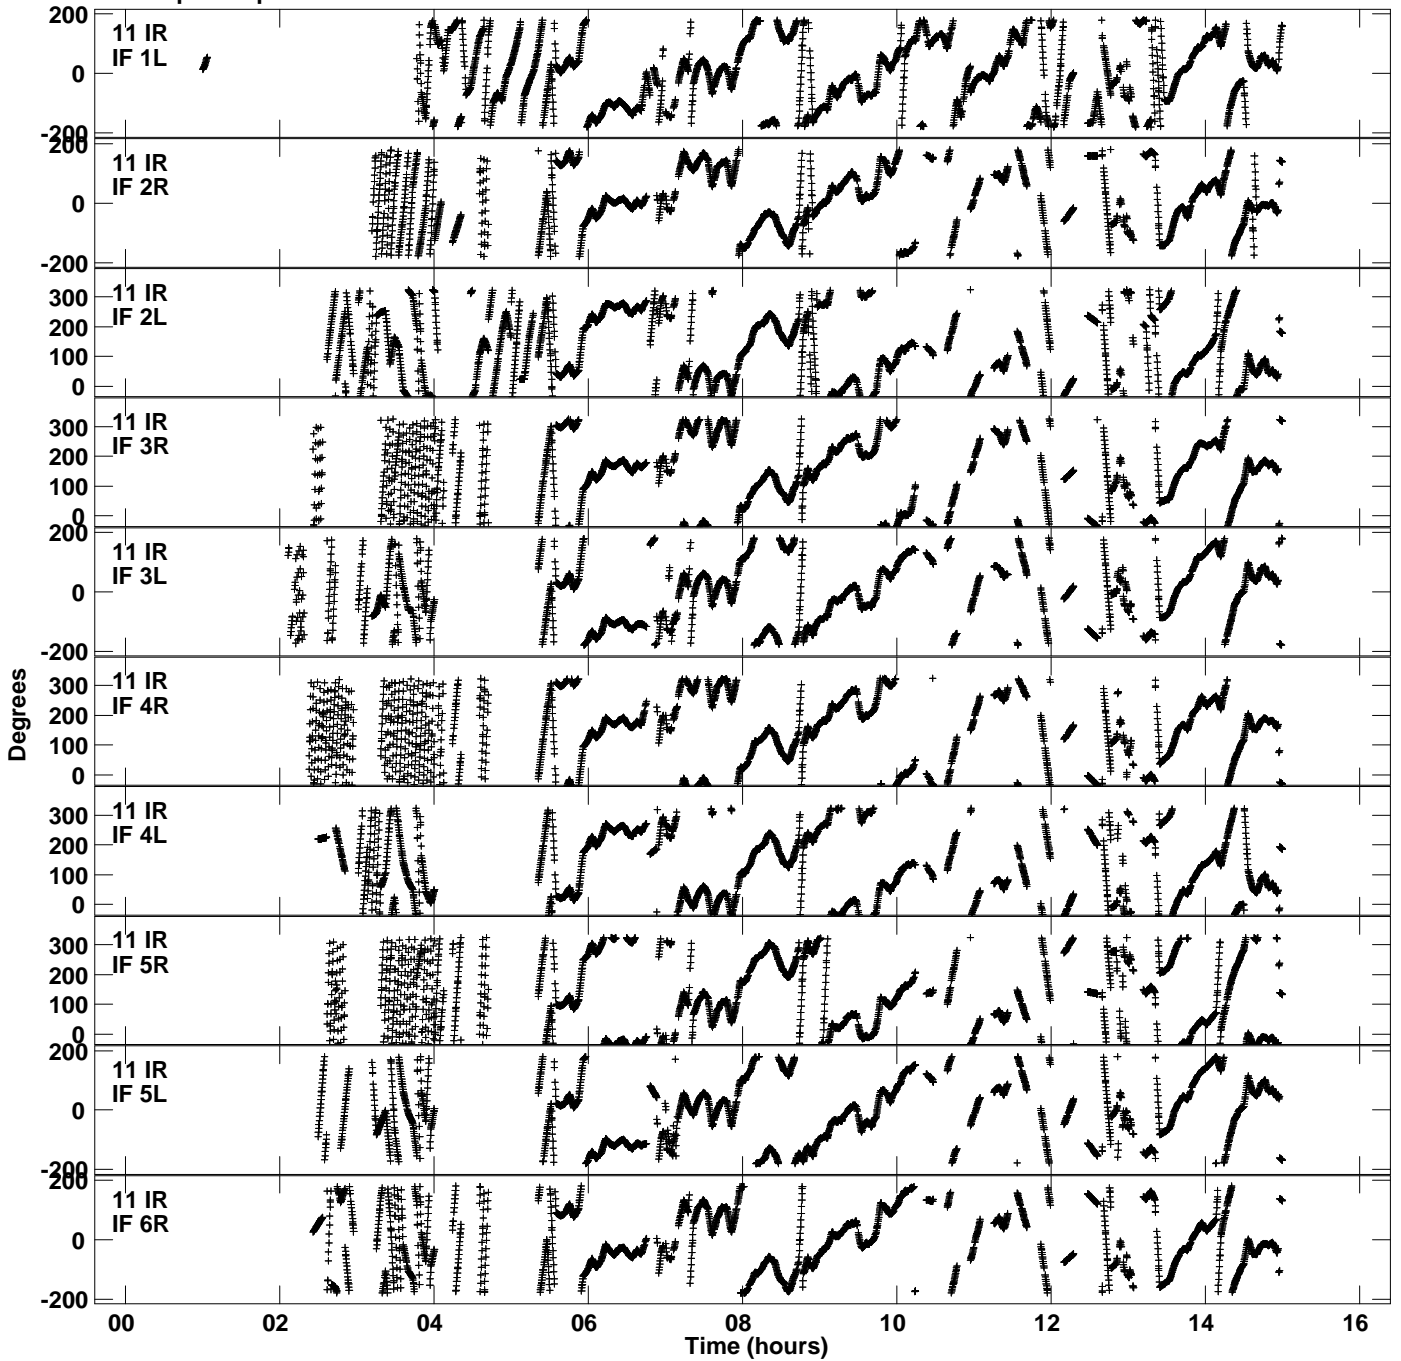 200
11 IR
IF 1L
0
-200
200
11 IR
IF 2R
0
-200
300
11 IR
IF 2L
200
100
0
300
11 IR
IF 3R
200
100
0
200
11 IR
IF 3L
0
-200
300
11 IR
IF 4R
200
100
0
300
11 IR
IF 4L
200
100
0
300
11 IR
IF 5R
200
100
0
200
11 IR
IF 5L
0
-200
200
11 IR
IF 6R
0
-200
Degrees
00 02 04 06 08 10 12 14 16
Time (hours)